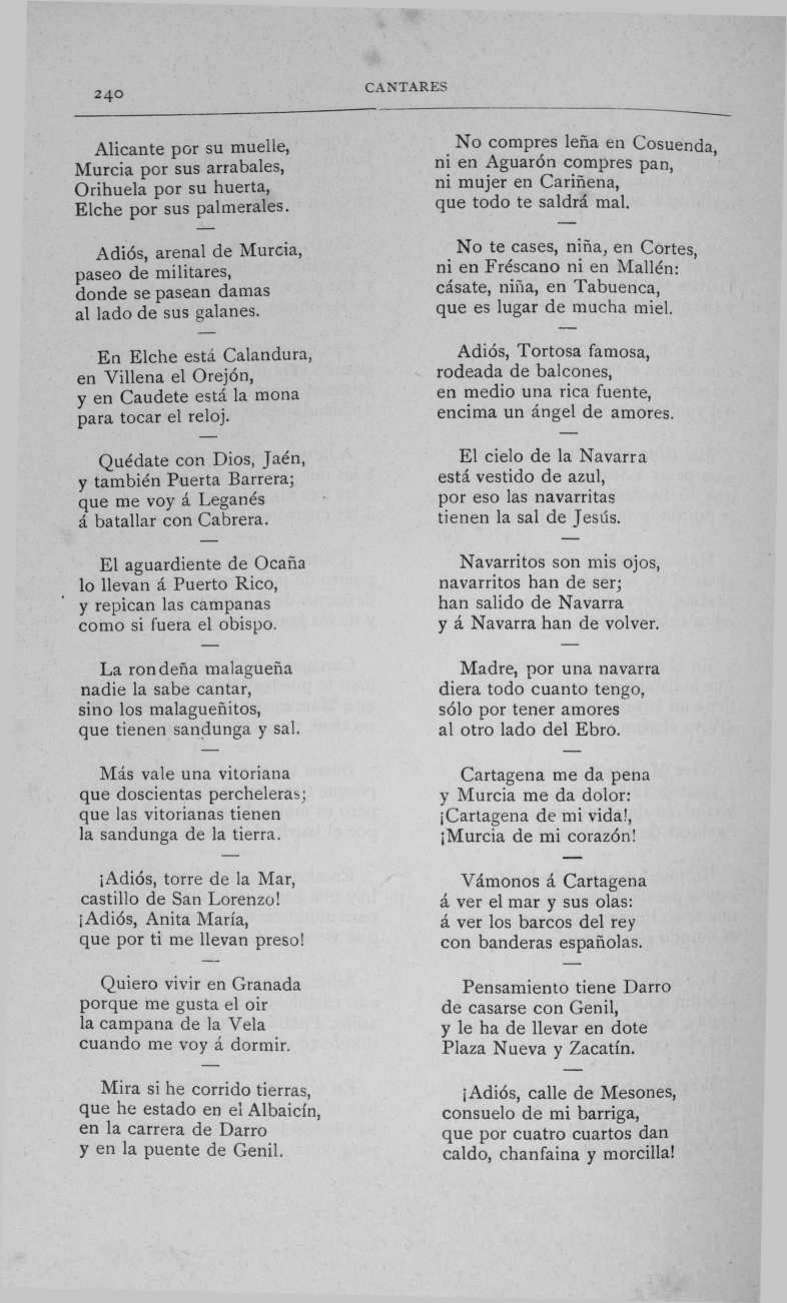 240
CANTARES
Alicante por su muelle,
Murcia por sus arrabales,
Orihuela por su huerta,
Elche por sus palmerales.
Adiós, arenal de Murcia,
paseo de militares,
donde se pasean damas
al lado de sus galanes.
En Elche está Calandura,
en Villena el Orejón,
y en Caudete está la mona
para tocar el reloj.
Quédate con Dios, Jaén,
y también Puerta Barrera;
que me voy á Leganés
á batallar con Cabrera.
El aguardiente de Ocaña
lo llevan á Puerto Rico,
y repican las campanas
como si fuera el obispo.
La rondeña malagueña
nadie la sabe cantar,
sino los malagueñitos,
que tienen sandunga y sal.
Más vale una vitoriana
que doscientas percheleras;
que las vitorianas tienen
la sandunga de la tierra.
¡Adiós, torre de la Mar,
castillo de San Lorenzo!
¡Adiós, Anita María,
que por ti me llevan preso!
Quiero vivir en Granada
porque me gusta el oir
la campana de la Vela
cuando me voy á dormir.
Mira si he corrido tierras,
que he estado en el Albaicín,
en la carrera de Darro
y en la puente de Genil.
No compres leña en Cosuenda,
ni en Aguarón compres pan,
ni mujer en Cariñena,
que todo te saldrá mal.
No te cases, niña, en Cortes,
ni en Fréscano ni en Mallén:
cásate, niña, en Tabuenca,
que es lugar de mucha miel.
Adiós, Tortosa famosa,
rodeada de balcones,
en medio una rica fuente,
encima un ángel de amores.
El cielo de la Navarra
está vestido de azul,
por eso las navarritas
tienen la sal de Jesús.
Navarritos son mis ojos,
navarritos han de ser;
han salido de Navarra
y á Navarra han de volver.
Madre, por una navarra
diera todo cuanto tengo,
sólo por tener amores
al otro lado del Ebro.
Cartagena me da pena
y Murcia me da dolor:
¡Cartagena de mi vida!,
¡Murcia de mi corazón!
Vámonos á Cartagena
á ver el mar y sus olas:
á ver los barcos del rey
con banderas españolas.
Pensamiento tiene Darro
de casarse con Genil,
y le ha de llevar en dote
Plaza Nueva y Zacatín.
¡Adiós, calle de Mesones,
consuelo de mi barriga,
que por cuatro cuartos dan
caldo, chanfaina y morcilla!